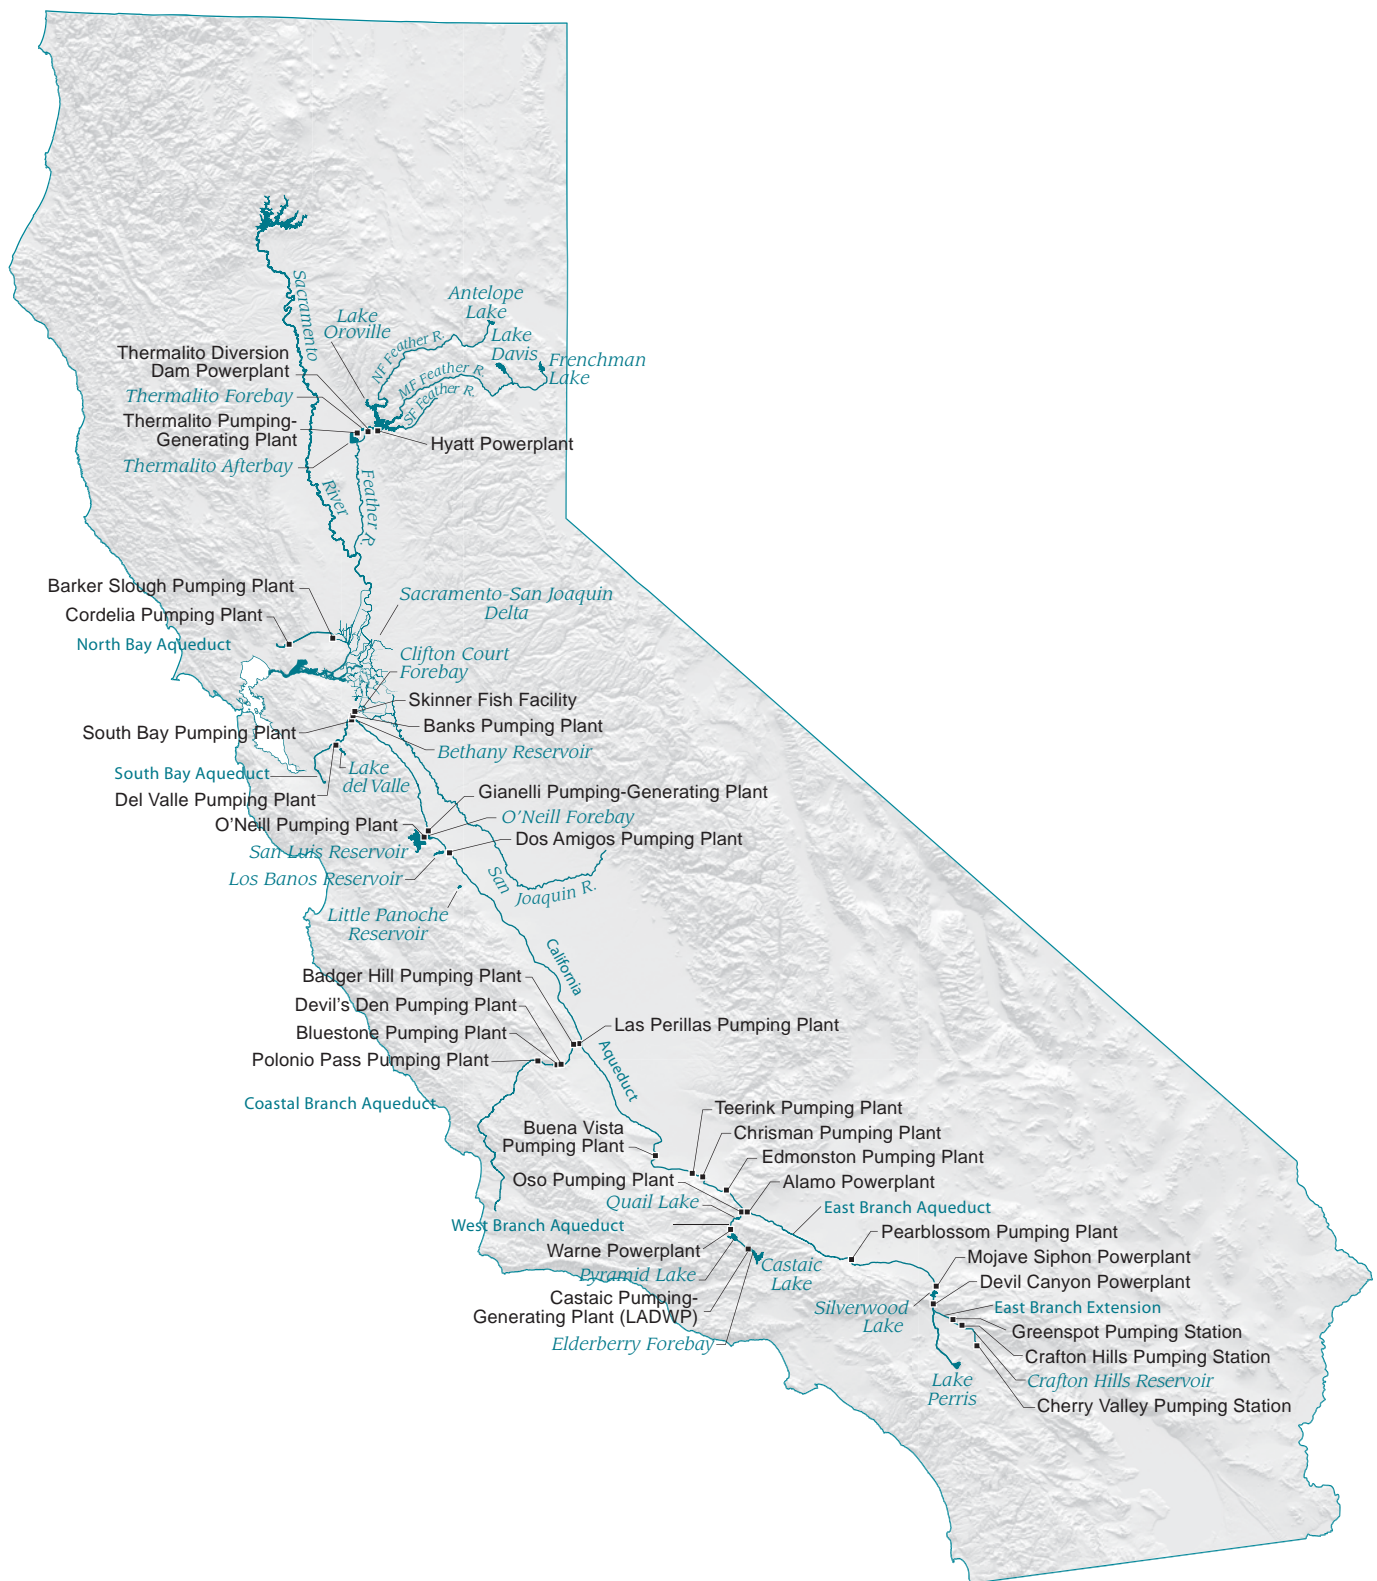 Sacramento
River
Antelope
Lake
Lake
Oroville
NF Feather R.
Lake
Davis
MF Feather R.
Frenchman
Lake
SF Feather R.
Thermalito Diversion
Dam Powerplant
Thermalito Forebay
Thermalito Pumping-
Generating Plant
Hyatt Powerplant
Thermalito Afterbay
Feather R.
Barker Slough Pumping Plant
Sacramento-San Joaquin
Delta
Cordelia Pumping Plant
North Bay Aqueduct
Clifton Court
Forebay
Skinner Fish Facility
Banks Pumping Plant
South Bay Pumping Plant
Bethany Reservoir
South Bay Aqueduct
Lake
del Valle
Del Valle Pumping Plant
Gianelli Pumping-Generating Plant
O'Neill Forebay
O'Neill Pumping Plant
Dos Amigos Pumping Plant
San Luis Reservoir
Los Banos Reservoir
San
Joaquin R.
Little Panoche
Reservoir
California
Aqueduct
Badger Hill Pumping Plant
Devil's Den Pumping Plant
Las Perillas Pumping Plant
Bluestone Pumping Plant
Polonio Pass Pumping Plant
Coastal Branch Aqueduct
Teerink Pumping Plant
Buena Vista
Pumping Plant
Chrisman Pumping Plant
Edmonston Pumping Plant
Oso Pumping Plant
Alamo Powerplant
Quail Lake
East Branch Aqueduct
West Branch Aqueduct
Pearblossom Pumping Plant
Warne Powerplant
Mojave Siphon Powerplant
Pyramid Lake
Castaic
Lake
Devil Canyon Powerplant
Castaic Pumping-
Generating Plant (LADWP)
Silverwood
Lake
East Branch Extension
Elderberry Forebay
Greenspot Pumping Station
Crafton Hills Pumping Station
Lake
Perris
Crafton Hills Reservoir
Cherry Valley Pumping Station